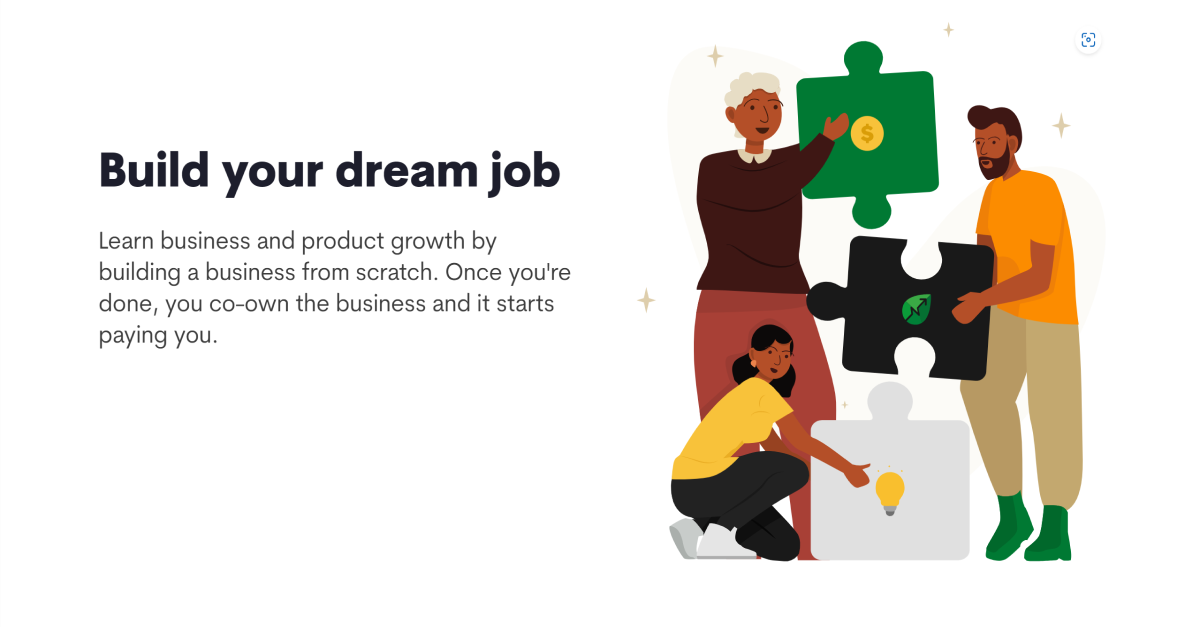 Build your dream job
Learn business and product growth by
building a business from scratch. Once you're
done, you co-own the business and it starts
paying you.
$